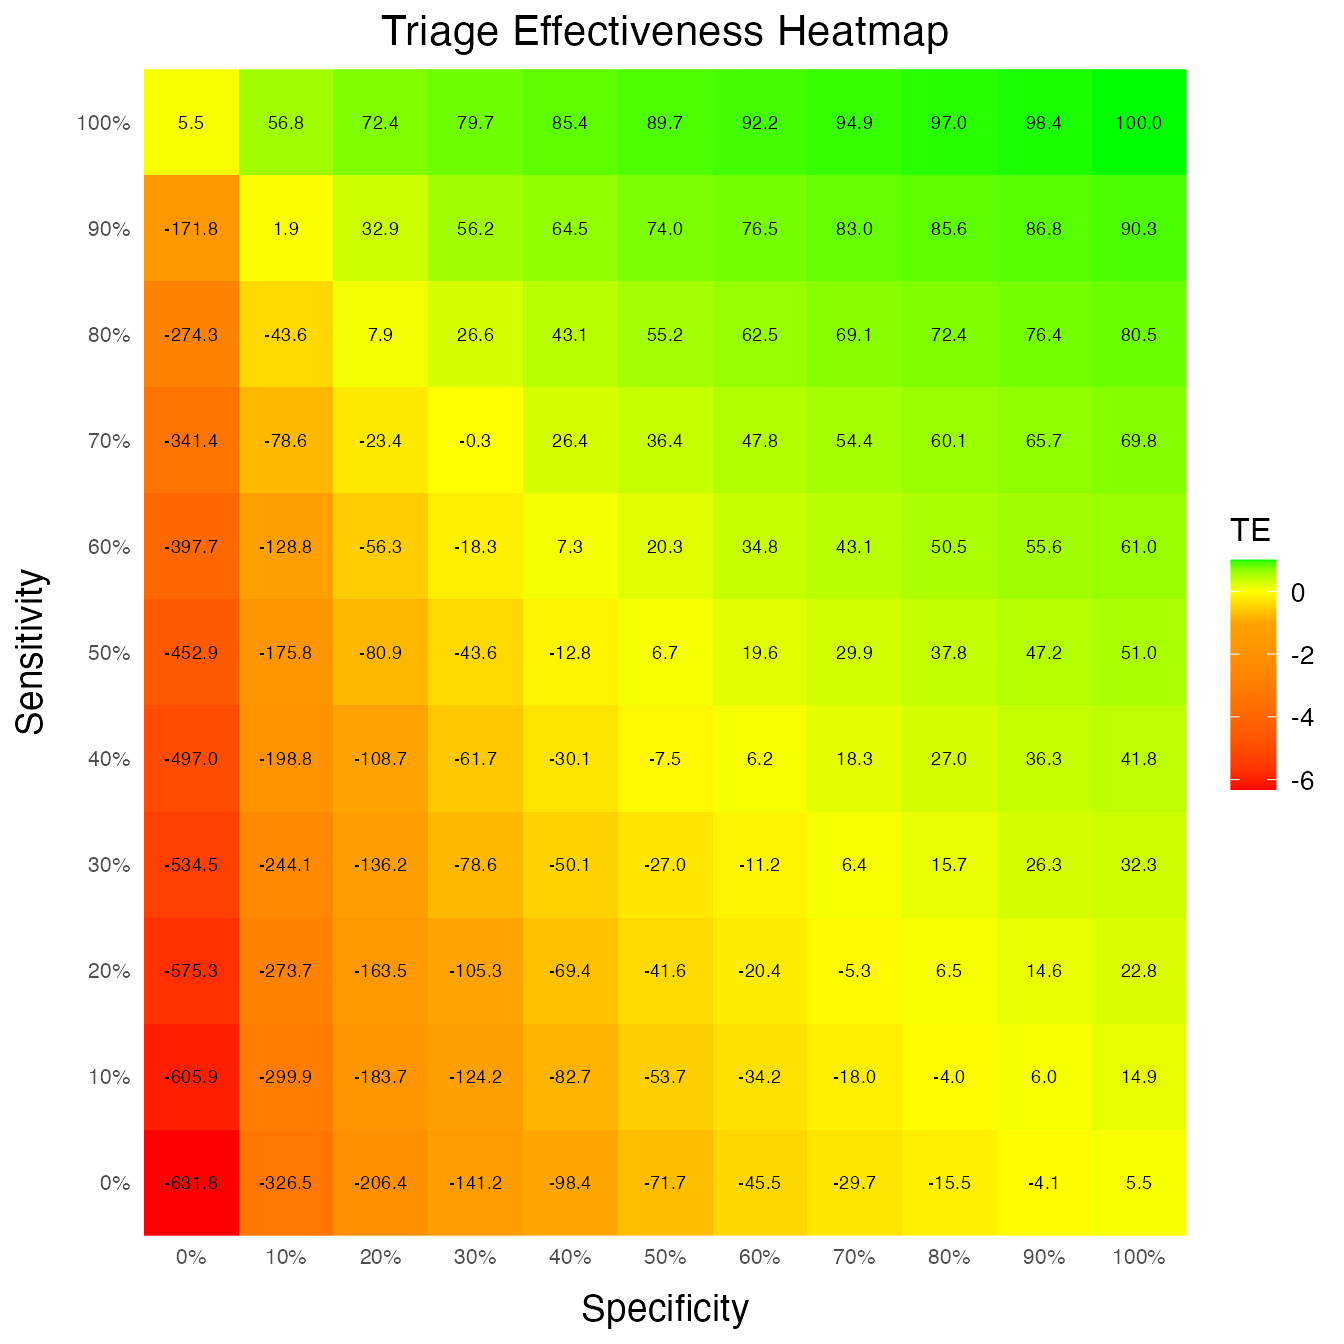 Triage Effectiveness Heatmap
100% 5.5 56.8 72.4 79.7 85.4 89.7 92.2 94.9 97.0 98.4 100.0
90% -171.8 1.9 32.9 56.2 64.5 74.0 76.5 83.0 85.6 86.8 90.3
80% -274.3 -43.6 7.9 26.6 43.1 55.2 62.5 69.1 72.4 76.4 80.5
70% -341.4 -78.6 -23.4 -0.3 26.4 36.4 47.8 54.4 60.1 65.7 69.8
60% -397.7 -128.8 -56.3 -18.3 7.3 20.3 34.8 43.1 50.5 55.6 61.0
50% -452.9 -175.8 -80.9 -43.6 -12.8 6.7 19.6 29.9 37.8 47.2 51.0
40% -497.0 -198.8 -108.7 -61.7 -30.1 -7.5 6.2 18.3 27.0 36.3 41.8
30% -534.5 -244.1 -136.2 -78.6 -50.1 -27.0 -11.2 6.4 15.7 26.3 32.3
20% -575.3 -273.7 -163.5 -105.3 -69.4 -41.6 -20.4 -5.3 6.5 14.6 22.8
10% -605.9 -299.9 -183.7 -124.2 -82.7 -53.7 -34.2 -18.0 -4.0 6.0 14.9
0% -631.8 -326.5 -206.4 -141.2 -98.4 -71.7 -45.5 -29.7 -15.5 -4.1 5.5
0% 10% 20% 30% 40% 50% 60% 70% 80% 90% 100%
Specificity
Sensitivity
TE
0
-2
-4
-6